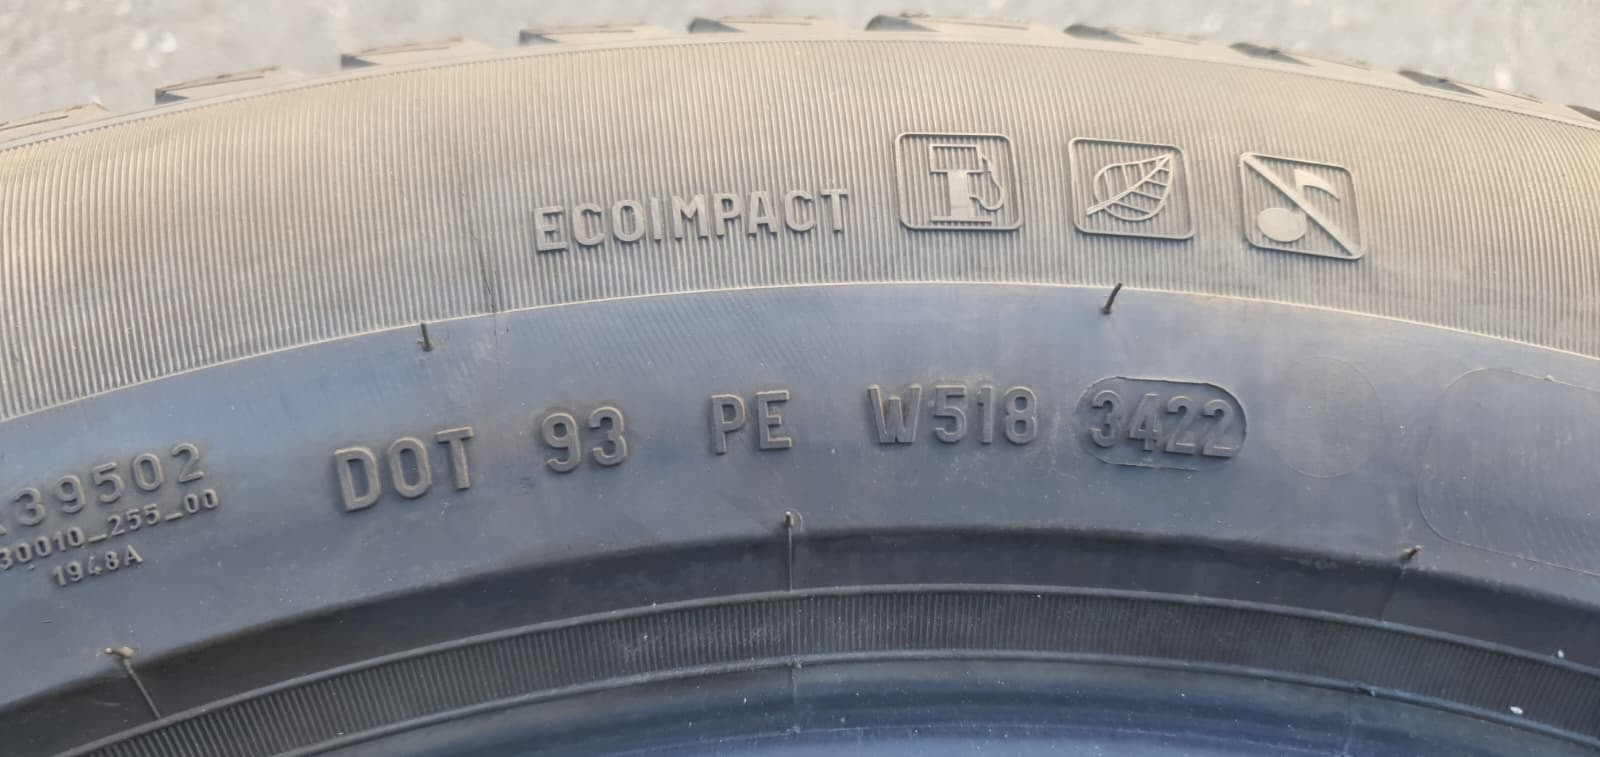 ECOIMPACT
DOT 93 PE W518 3422
39502
30010_255_00
1948A